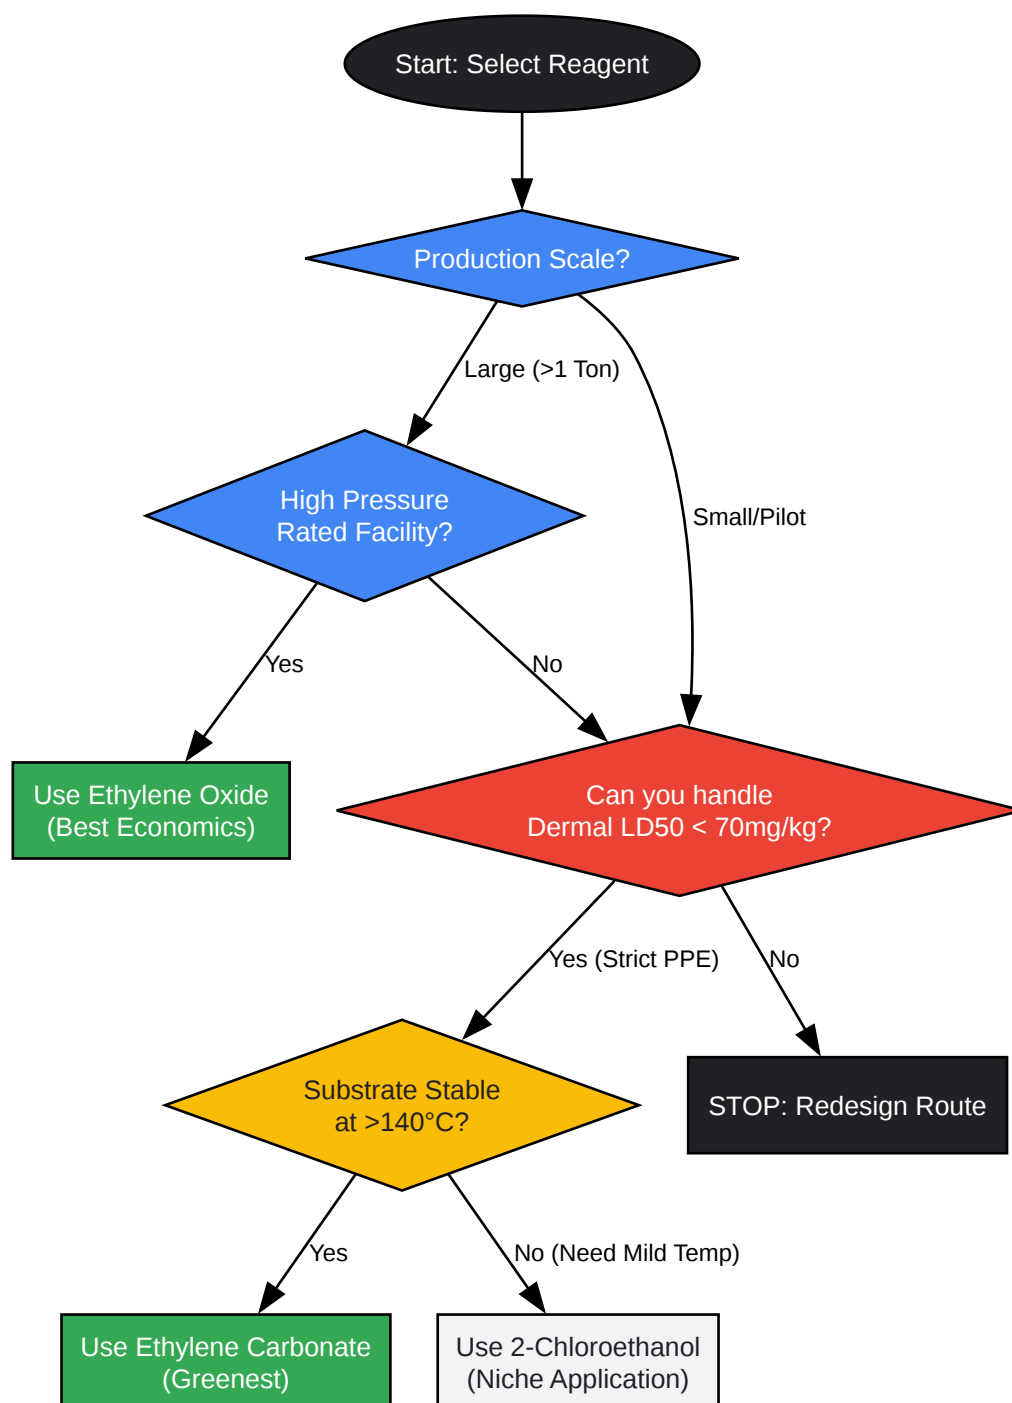 Start: Select Reagent
Production Scale?
Large (>1 Ton)
High Pressure
Rated Facility?
Small/Pilot
Yes
No
Use Ethylene Oxide
(Best Economics)
Can you handle
Dermal LD50 < 70mg/kg?
Yes (Strict PPE)
No
Substrate Stable
at >140°C?
STOP: Redesign Route
Yes
No (Need Mild Temp)
Use Ethylene Carbonate
(Greenest)
Use 2-Chloroethanol
(Niche Application)